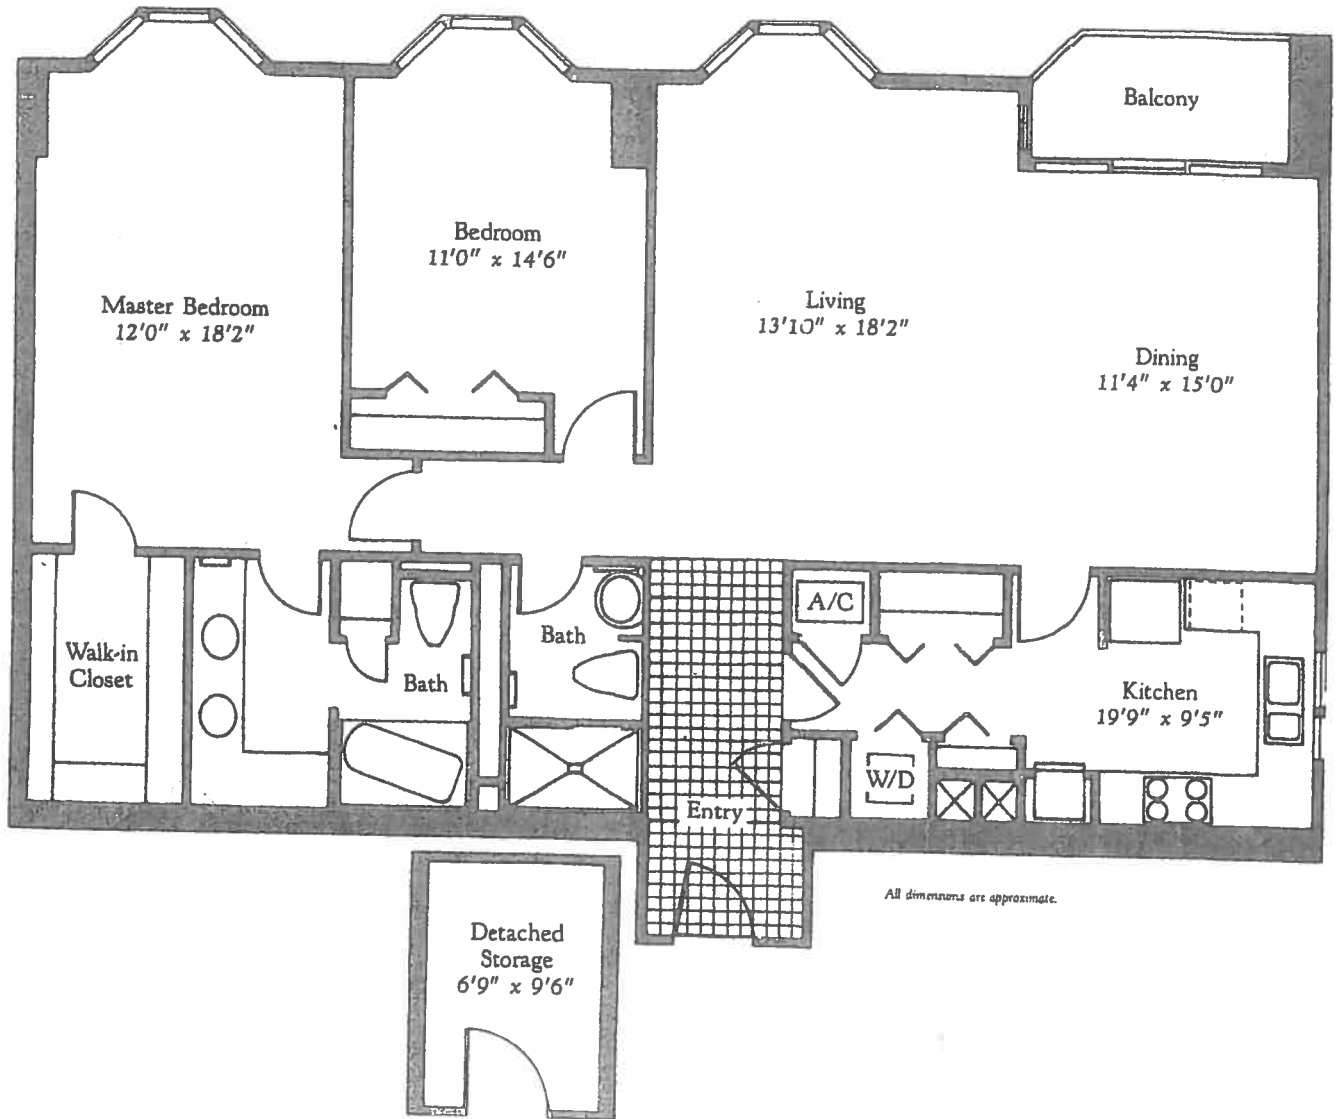 Balcony
Bedroom
11'0" x 14'6"
Master Bedroom
12'0" x 18'2"
Living
13'10" x 18'2"
Dining
11'4" x 15'0"
A/C
Walk-in
Closet
Bath
Bath
Kitchen
19'9" x 9'5"
W/D
Entry
All dimensions are approximate.
Detached
Storage
6'9" x 9'6"